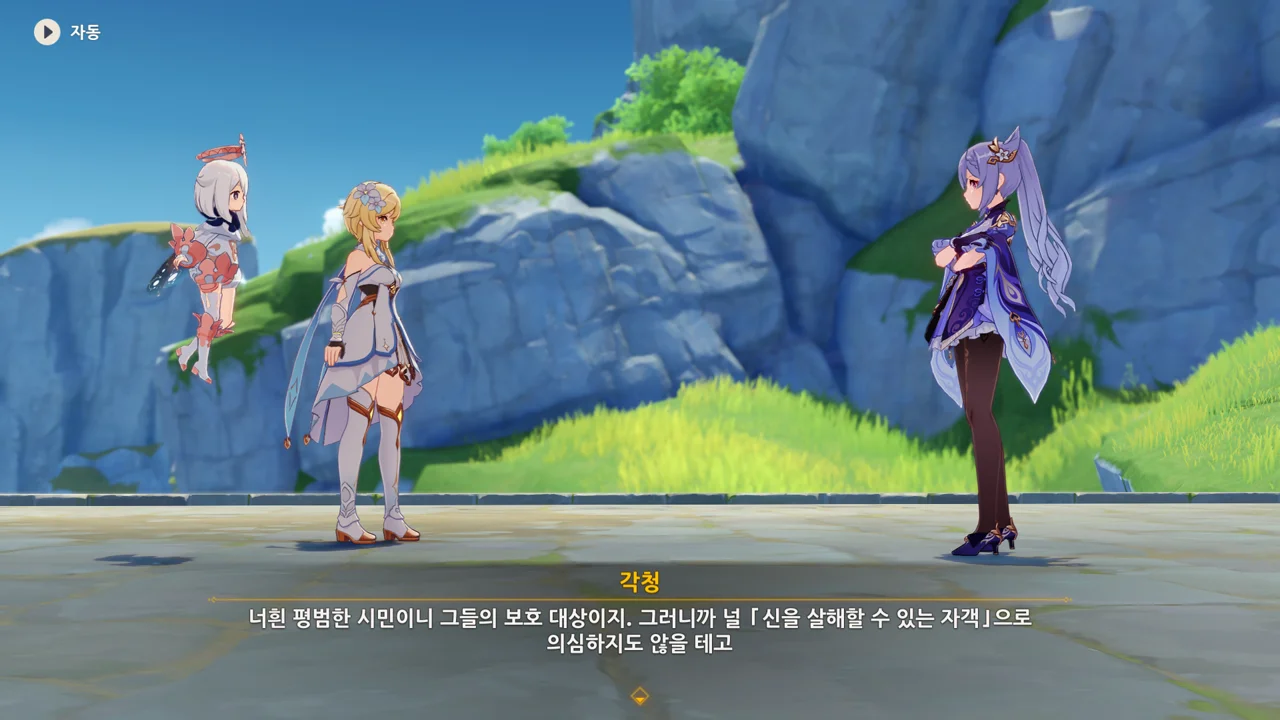 자동
각청
너흰 평범한 시민이니 그들의 보호 대상이지. 그러니까 널 「신을 살해할 수 있는 자객」으로
의심하지도 않을 테고